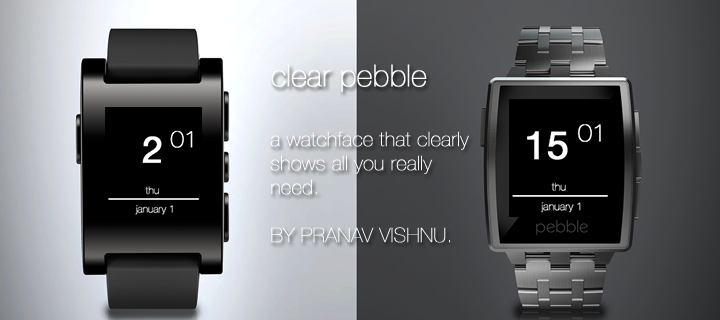 2 01
thu
january 1
clear pebble
a watchface that clearly
shows all you really
need.
BY PRANAV VISHNU.
15 01
thu
january 1
pebble